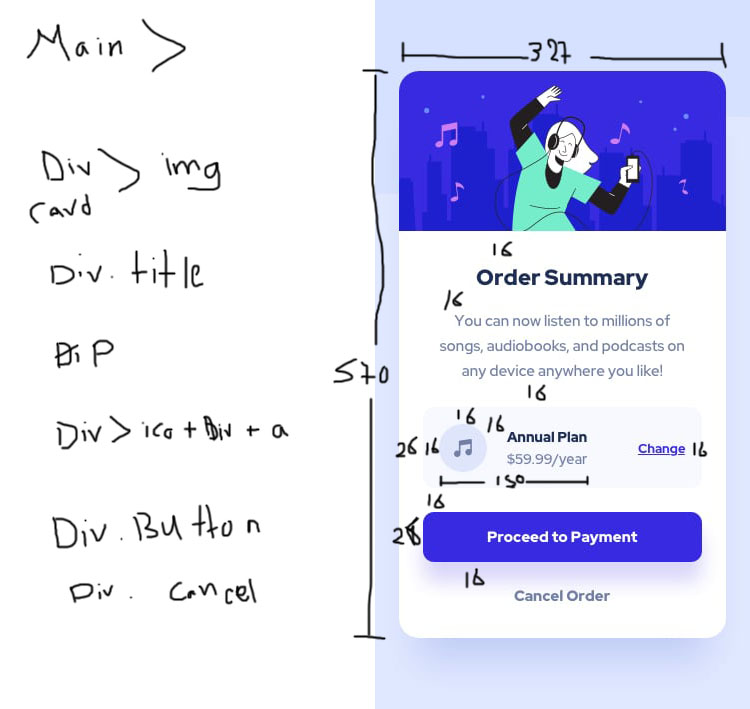 Main >
Div > img
card
Div. title
P
Div > ico + Div + a
Div. Button
Div. cancel
327
570
16
Order Summary
16
You can now listen to millions of
songs, audiobooks, and podcasts on
any device anywhere you like!
16
16 16
Annual Plan
26 16
Change 16
$59.99/year
150
16
Proceed to Payment
16
Cancel Order